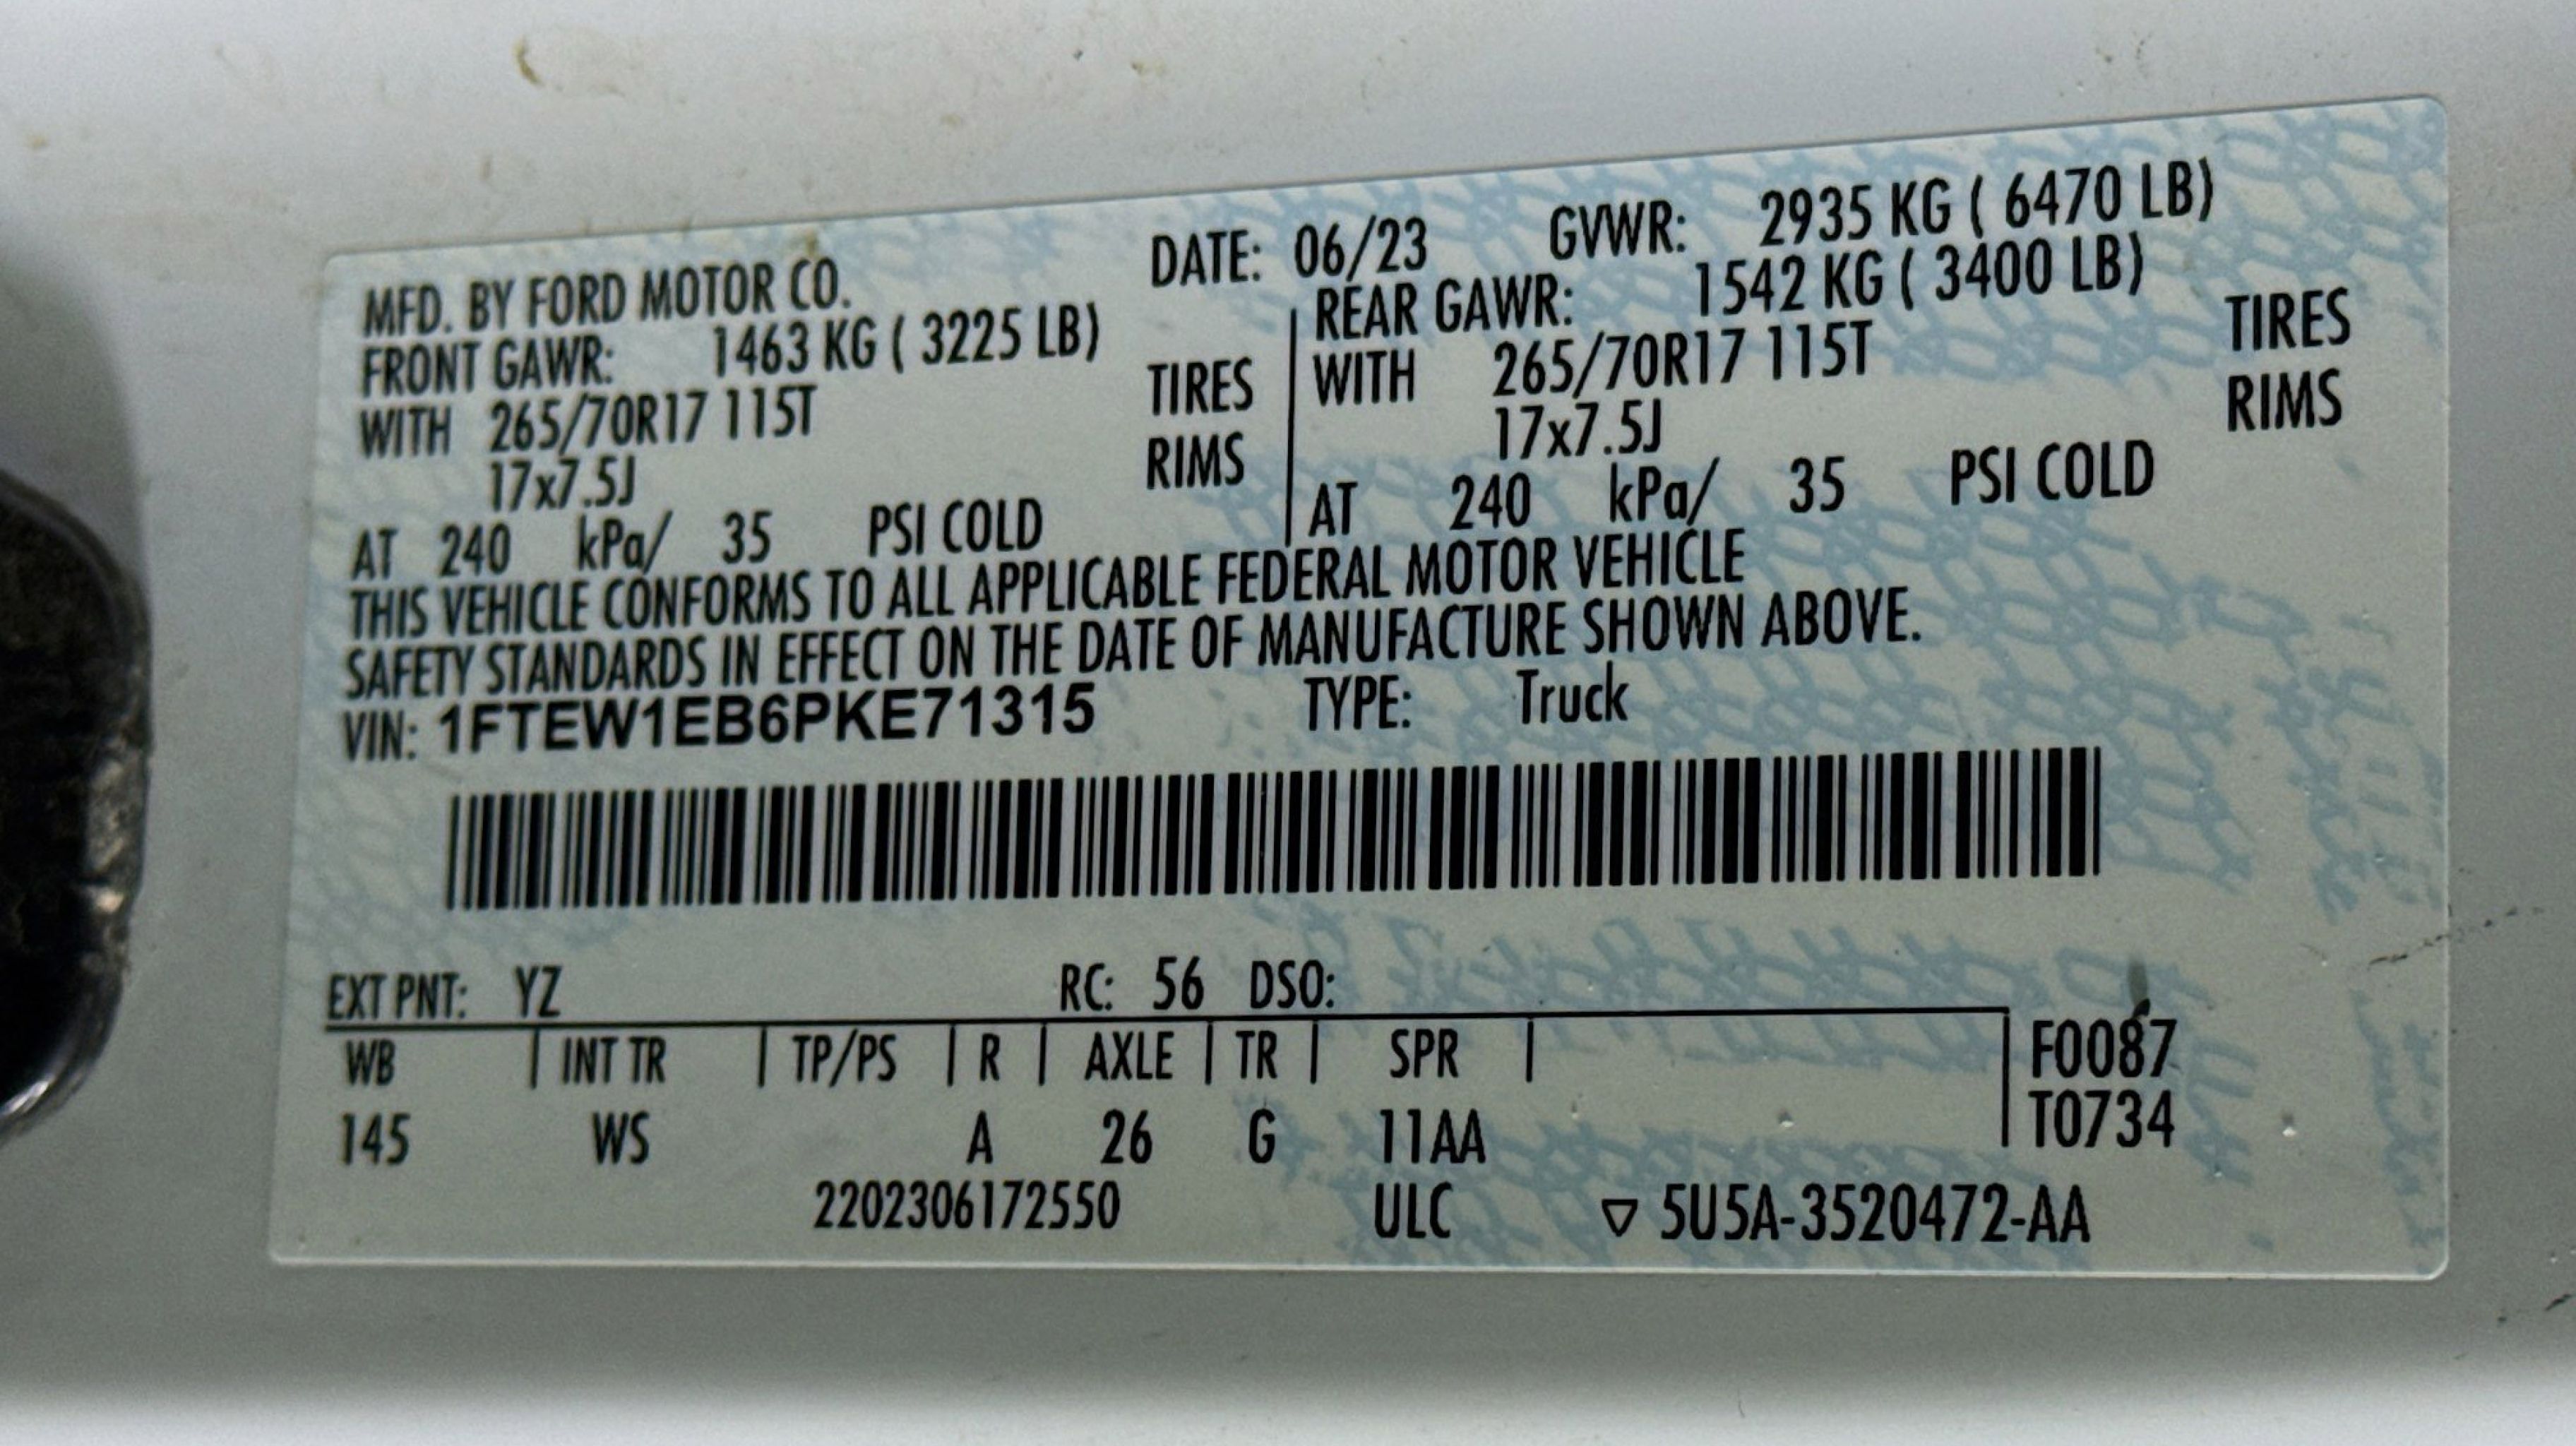 MFD. BY FORD MOTOR CO. DATE: 06/23 GVWR: 2935 KG ( 6470 LB)
FRONT GAWR: 1463 KG ( 3225 LB) REAR GAWR: 1542 KG ( 3400 LB)
WITH 265/70R17 115T TIRES WITH 265/70R17 115T TIRES
17x7.5J RIMS 17x7.5J RIMS
AT 240 kPa/ 35 PSI COLD AT 240 kPa/ 35 PSI COLD
THIS VEHICLE CONFORMS TO ALL APPLICABLE FEDERAL MOTOR VEHICLE
SAFETY STANDARDS IN EFFECT ON THE DATE OF MANUFACTURE SHOWN ABOVE.
VIN: 1FTEW1EB6PKE71315 TYPE: Truck
EXT PNT: YZ RC: 56 DSO:
WB | INT TR | TP/PS | R | AXLE | TR | SPR | F0087
145 WS A 26 G 11AA T0734
2202306172550 ULC ▽ 5U5A-3520472-AA